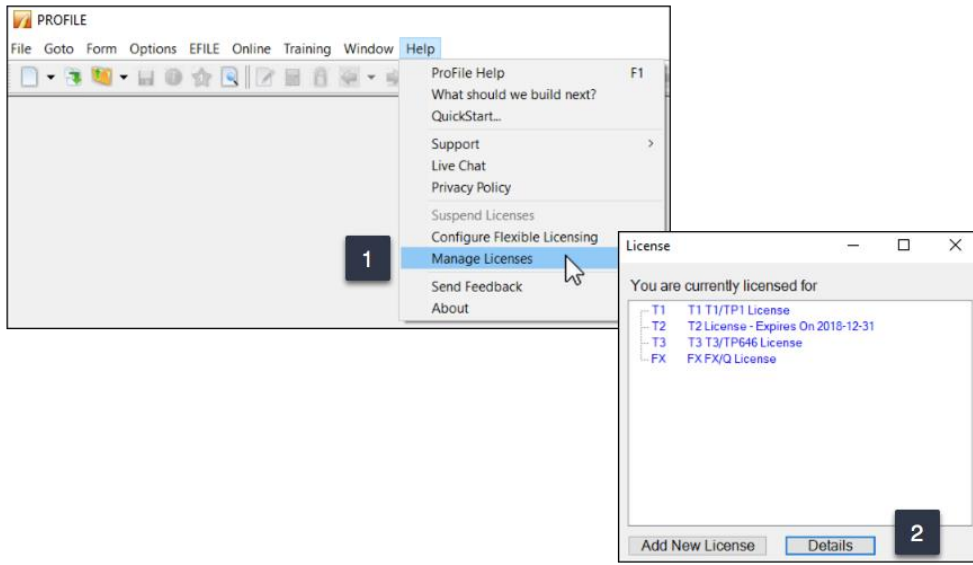 PROFILE
File Goto Form Options EFILE Online Training Window Help
ProFile Help F1
What should we build next?
QuickStart...
Support
Live Chat
Privacy Policy
Suspend Licenses
Configure Flexible Licensing
1
Manage Licenses
Send Feedback
About
License
You are currently licensed for
T1 T1 T1/TP1 License
T2 T2 License - Expires On 2018-12-31
T3 T3 T3/TP646 License
FX FX FX/Q License
2
Add New License Details